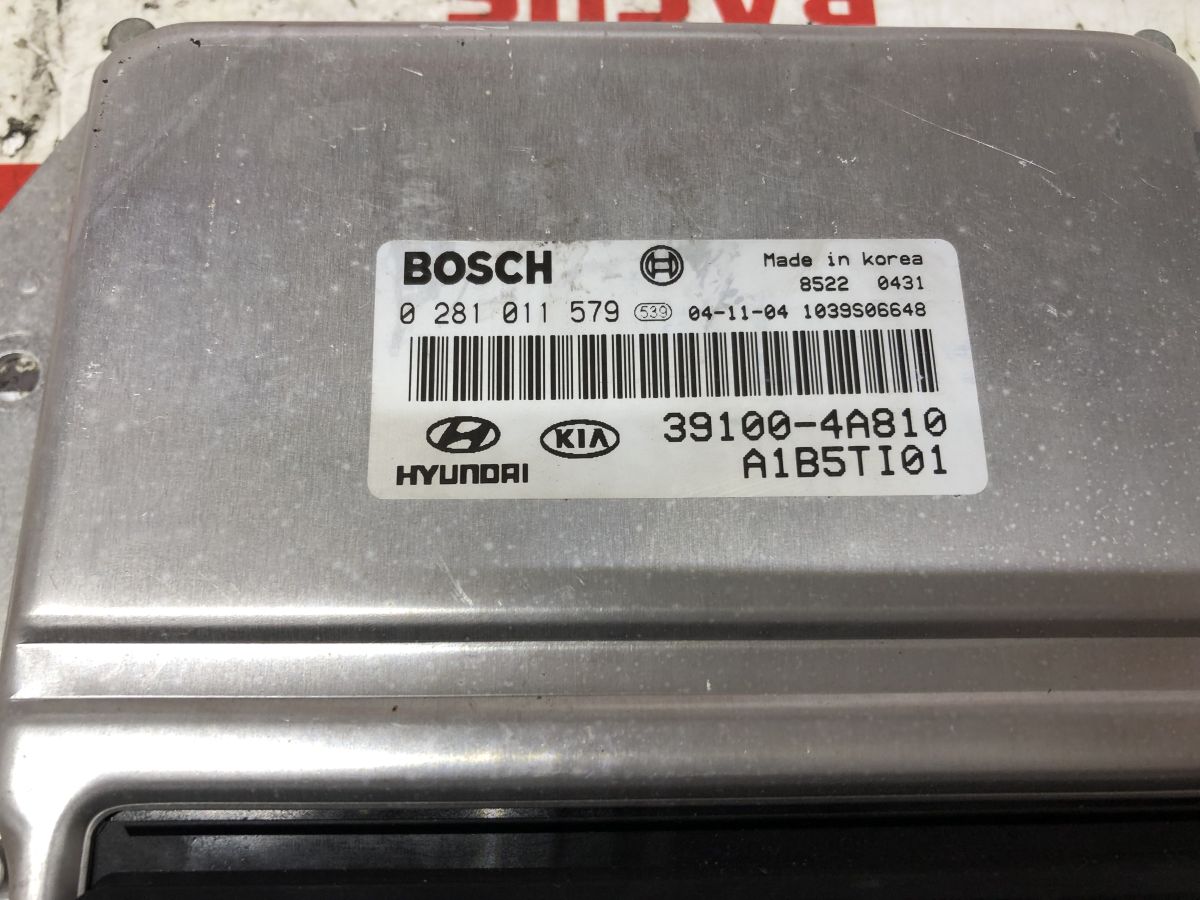 BOSCH
Made in korea
8522 0431
0 281 011 579 539 04-11-04 1039S06648
HYUNDAI
KIA
39100-4A810
A1B5TI01